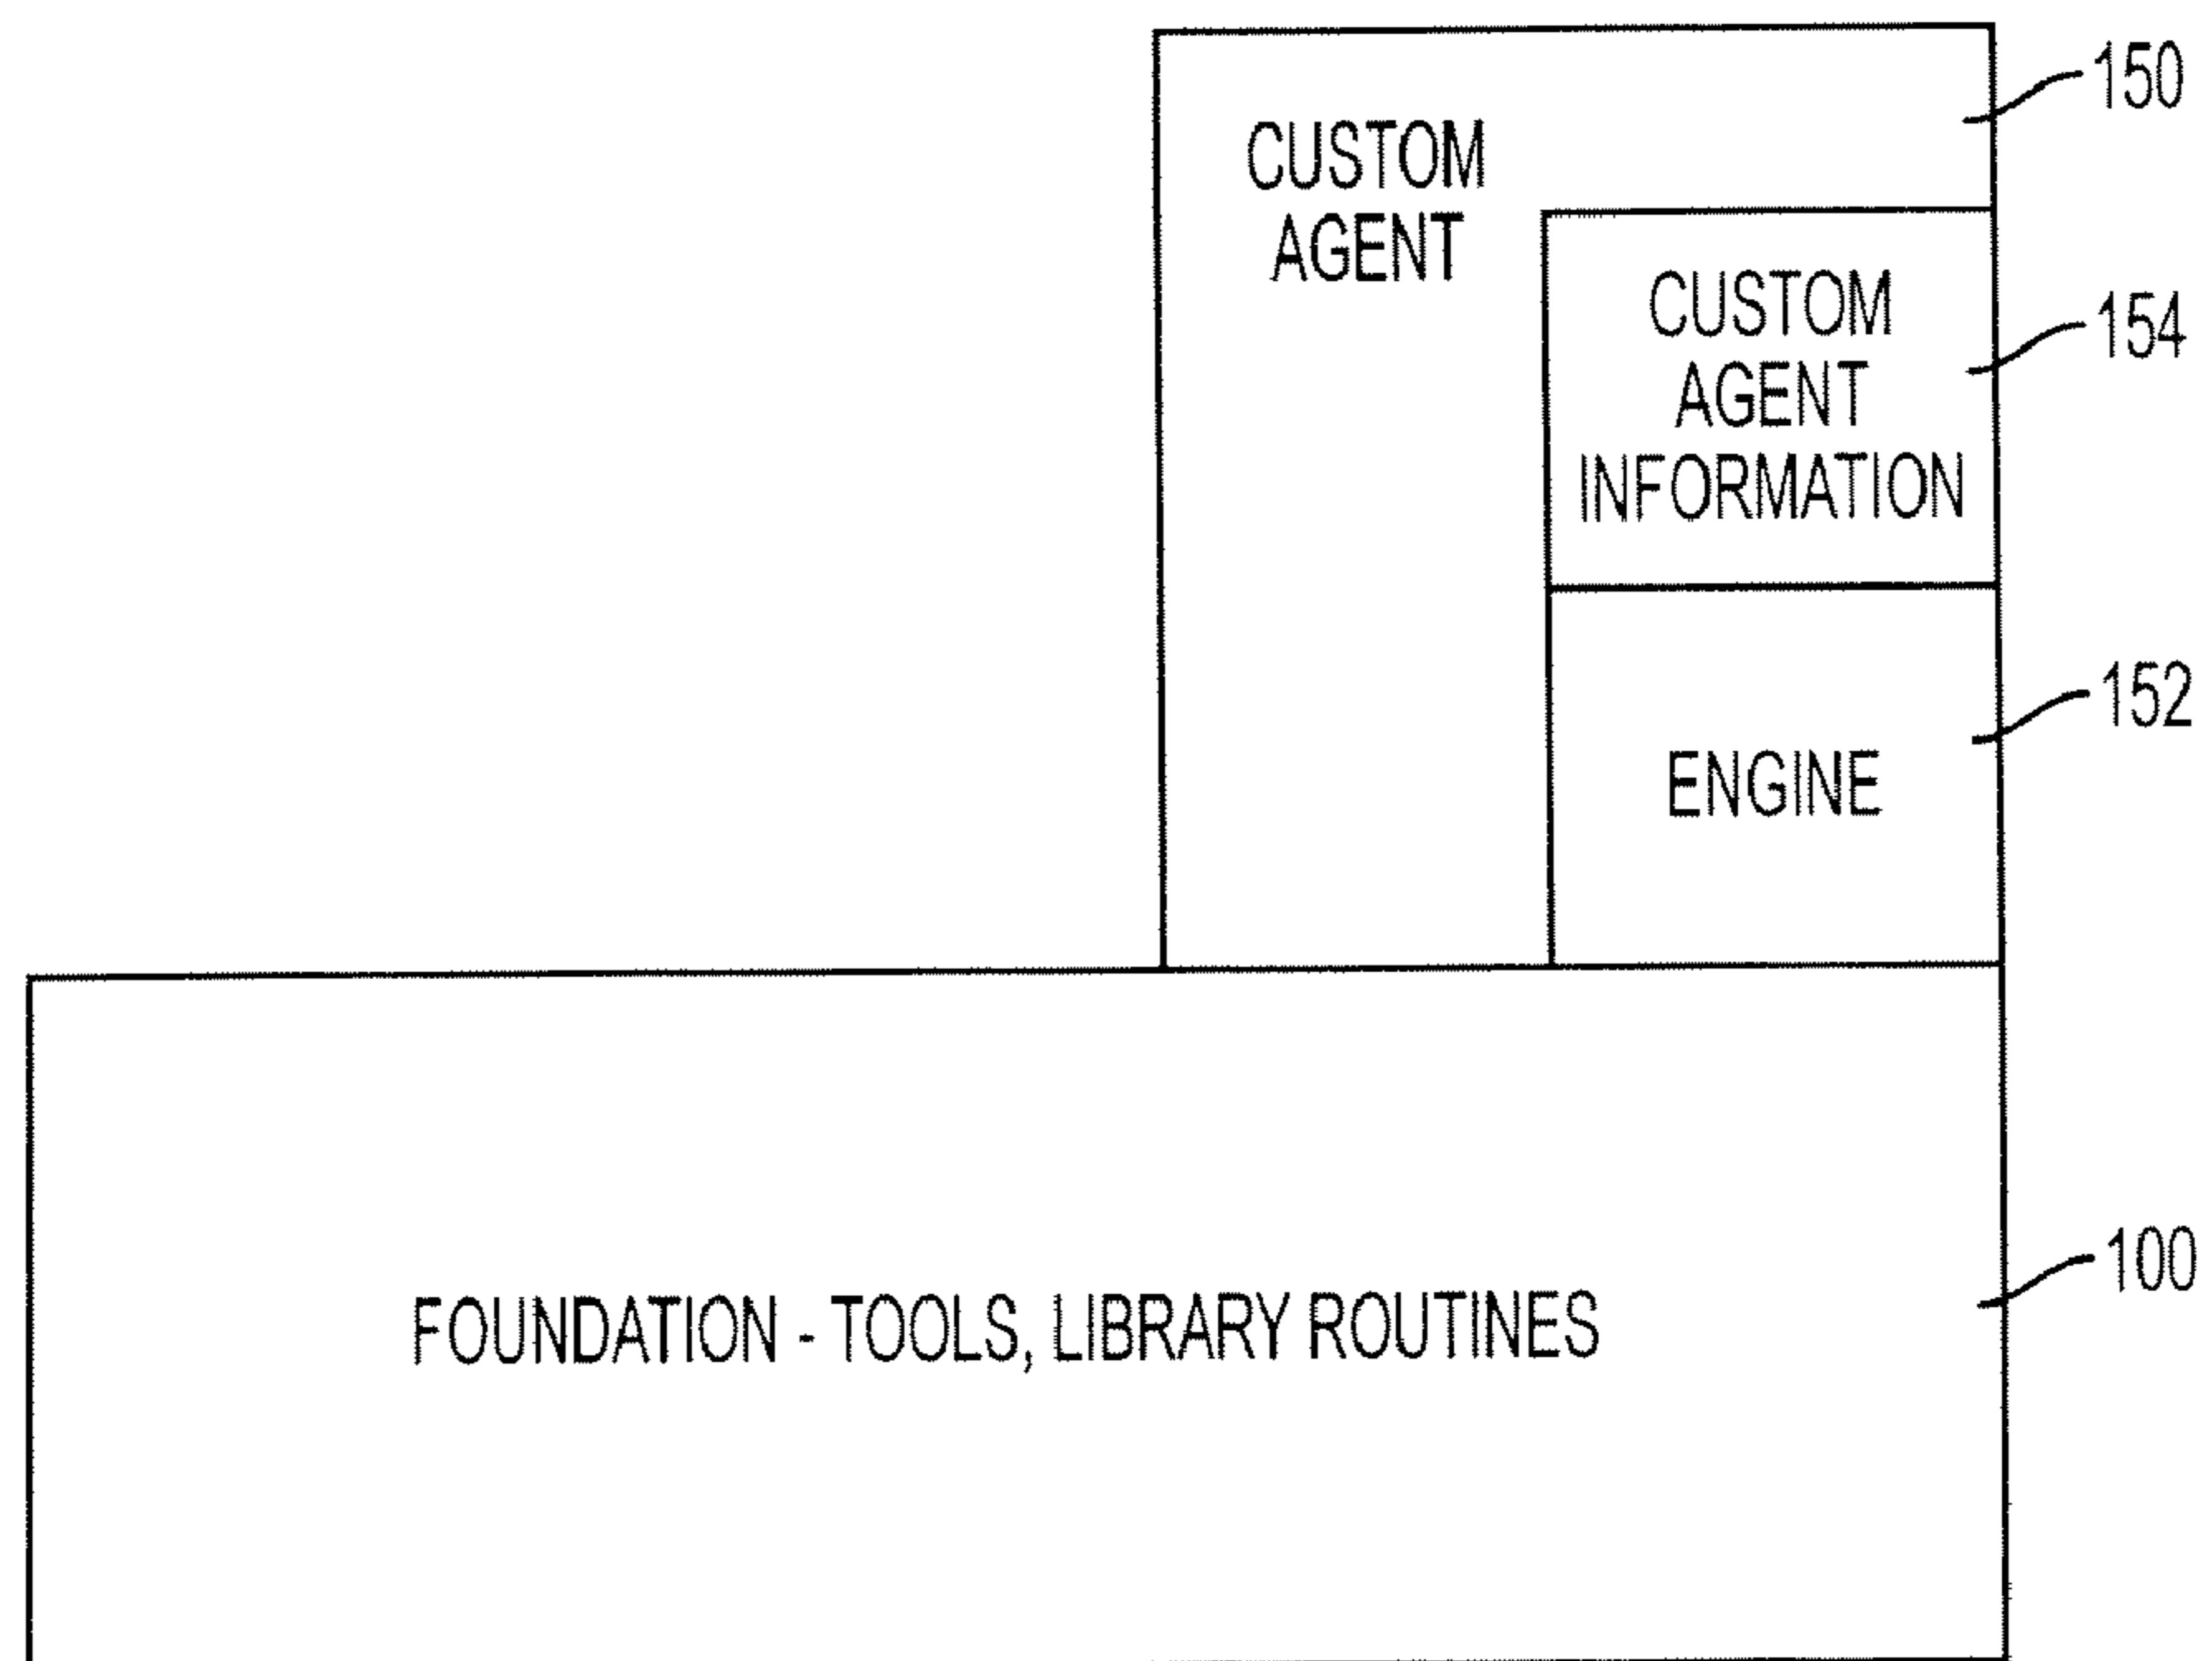 150
CUSTOM
AGENT
CUSTOM
AGENT
INFORMATION
154
ENGINE
152
FOUNDATION - TOOLS, LIBRARY ROUTINES
100